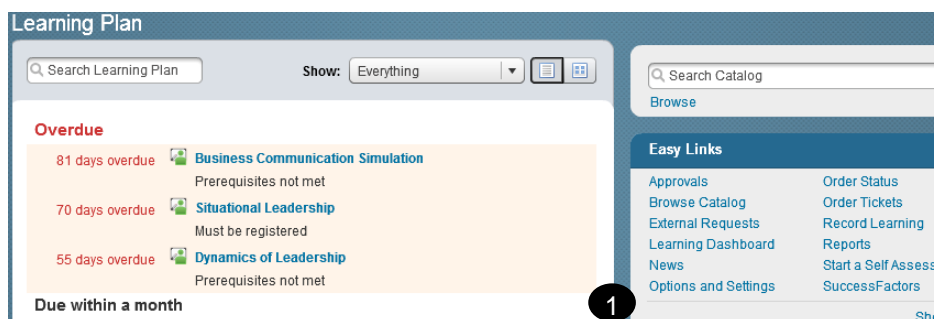 Learning Plan
Search Learning Plan
Show: Everything
Overdue
81 days overdue Business Communication Simulation
Prerequisites not met
70 days overdue Situational Leadership
Must be registered
55 days overdue Dynamics of Leadership
Prerequisites not met
Due within a month
Search Catalog
Browse
Easy Links
Approvals Order Status
Browse Catalog Order Tickets
External Requests Record Learning
Learning Dashboard Reports
News Start a Self Assess
Options and Settings SuccessFactors
1